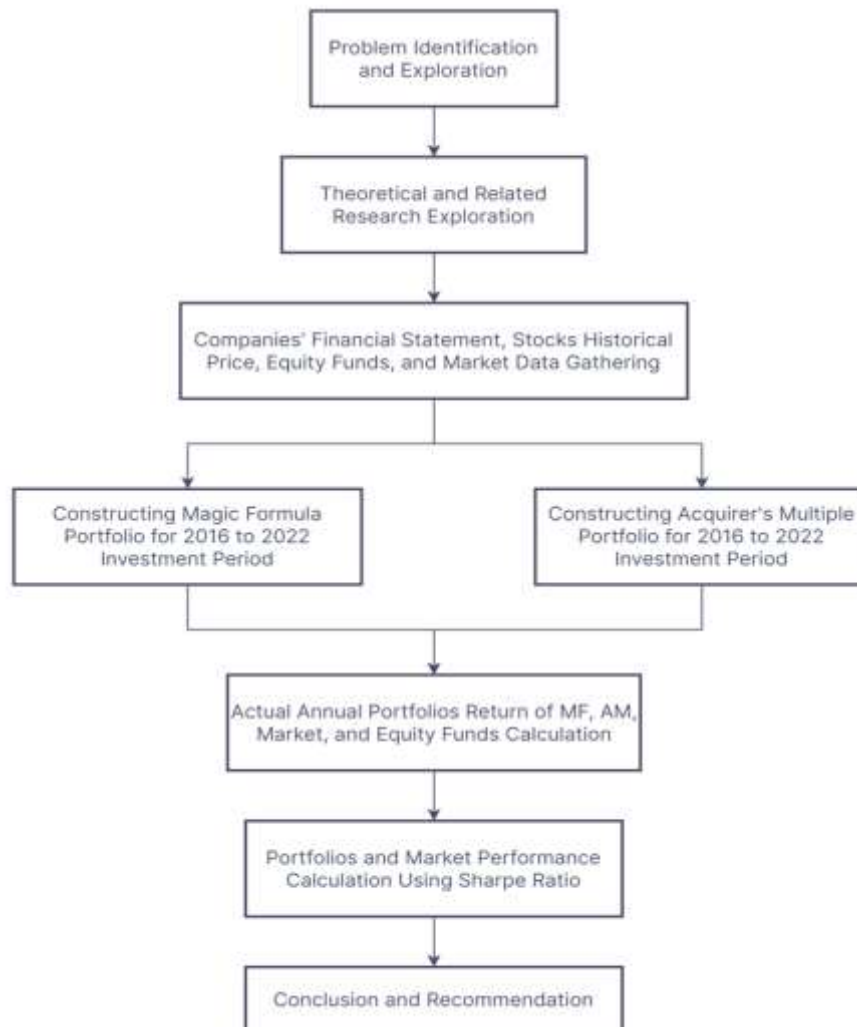 Problem Identification
and Exploration
Theoretical and Related
Research Exploration
Companies' Financial Statement, Stocks Historical
Price, Equity Funds, and Market Data Gathering
Constructing Magic Formula
Portfolio for 2016 to 2022
Investment Period
Constructing Acquirer's Multiple
Portfolio for 2016 to 2022
Investment Period
Actual Annual Portfolios Return of MF, AM,
Market, and Equity Funds Calculation
Portfolios and Market Performance
Calculation Using Sharpe Ratio
Conclusion and Recommendation